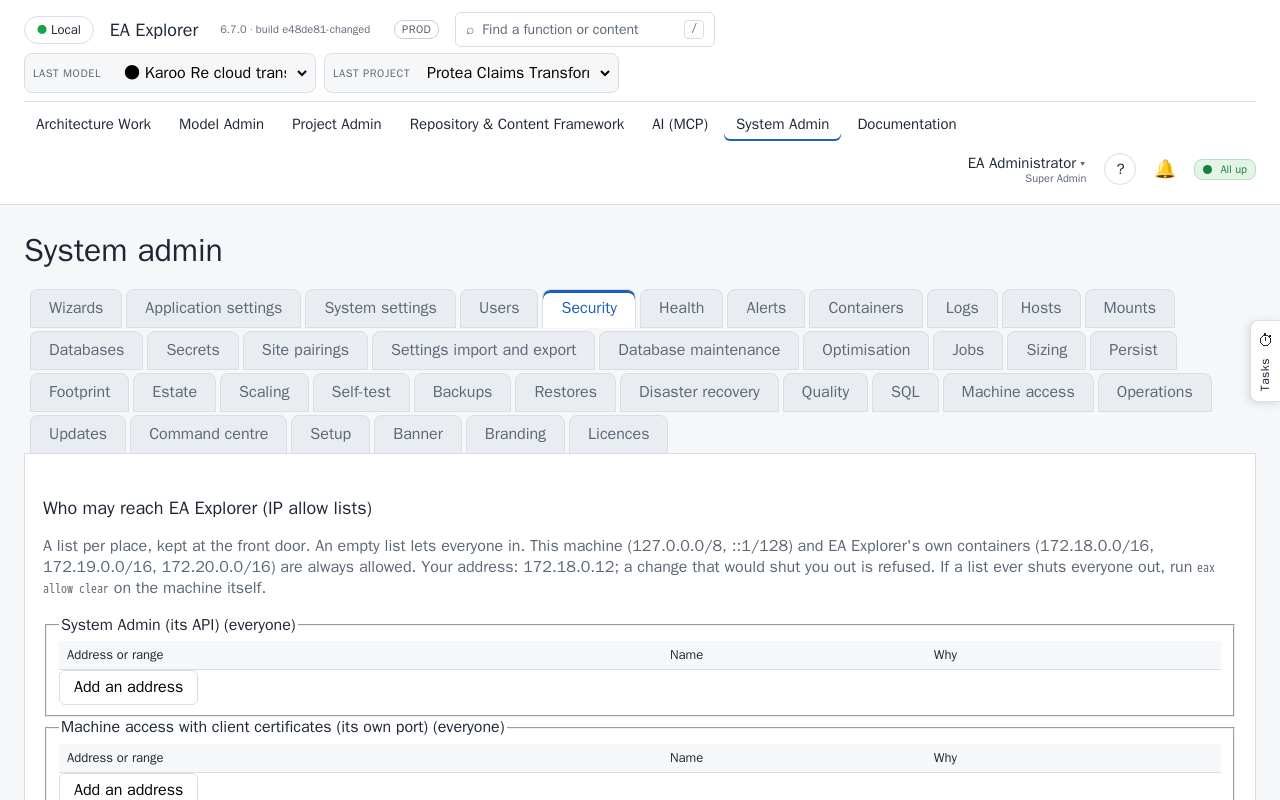 Local
EA Explorer
6.7.0 · build e48de81-changed
PROD
Find a function or content
/
LAST MODEL
Karoo Re cloud trans
LAST PROJECT
Protea Claims Transfor
Architecture Work
Model Admin
Project Admin
Repository & Content Framework
AI (MCP)
System Admin
Documentation
EA Administrator ▾
Super Admin
?
All up
System admin
Wizards
Application settings
System settings
Users
Security
Health
Alerts
Containers
Logs
Hosts
Mounts
Databases
Secrets
Site pairings
Settings import and export
Database maintenance
Optimisation
Jobs
Sizing
Persist
Footprint
Estate
Scaling
Self-test
Backups
Restores
Disaster recovery
Quality
SQL
Machine access
Operations
Updates
Command centre
Setup
Banner
Branding
Licences
Tasks
Who may reach EA Explorer (IP allow lists)
A list per place, kept at the front door. An empty list lets everyone in. This machine (127.0.0.0/8, ::1/128) and EA Explorer's own containers (172.18.0.0/16,
172.19.0.0/16, 172.20.0.0/16) are always allowed. Your address: 172.18.0.12; a change that would shut you out is refused. If a list ever shuts everyone out, run eax
allow clear on the machine itself.
System Admin (its API) (everyone)
Address or range
Name
Why
Add an address
Machine access with client certificates (its own port) (everyone)
Address or range
Name
Why
Add an address